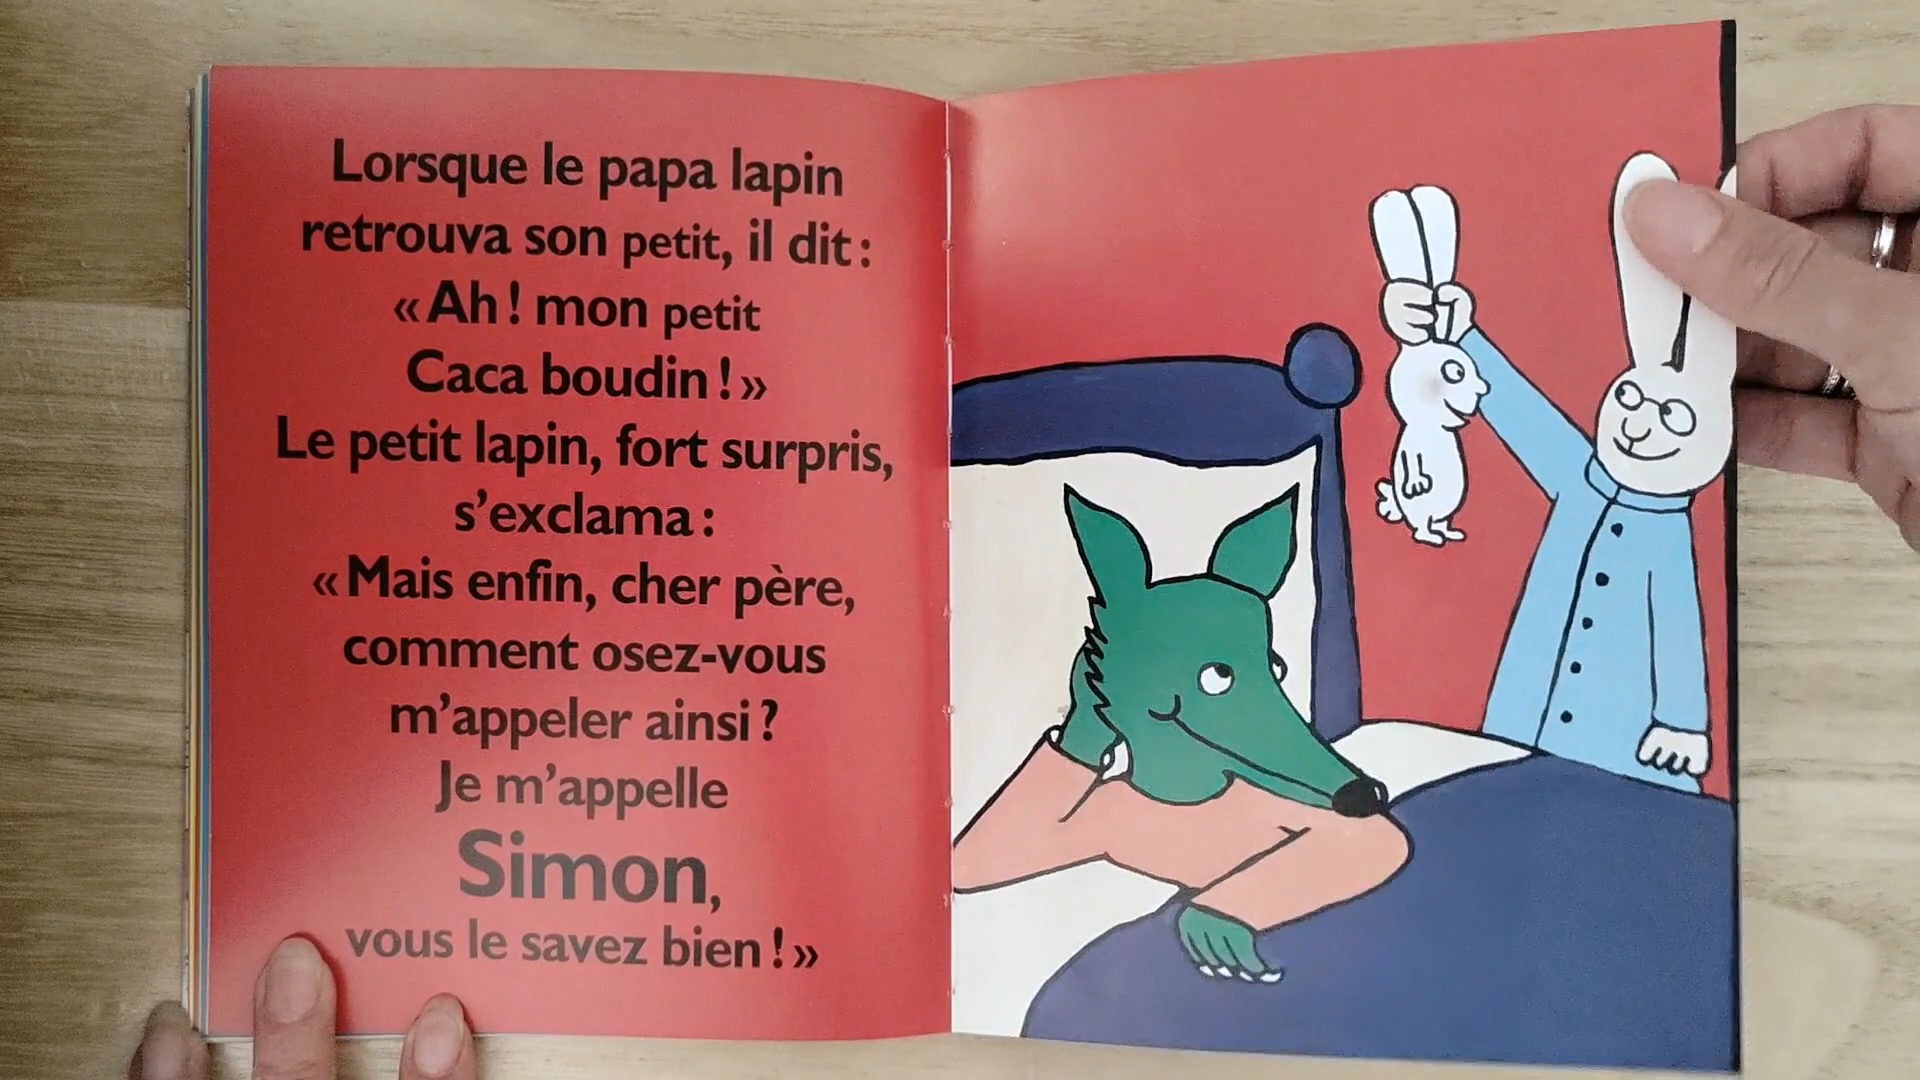 Lorsque le papa lapin
retrouva son petit, il dit :
« Ah ! mon petit
Caca boudin ! »
Le petit lapin, fort surpris,
s’exclama :
« Mais enfin, cher père,
comment osez-vous
m’appeler ainsi ?
Je m’appelle
Simon,
vous le savez bien ! »